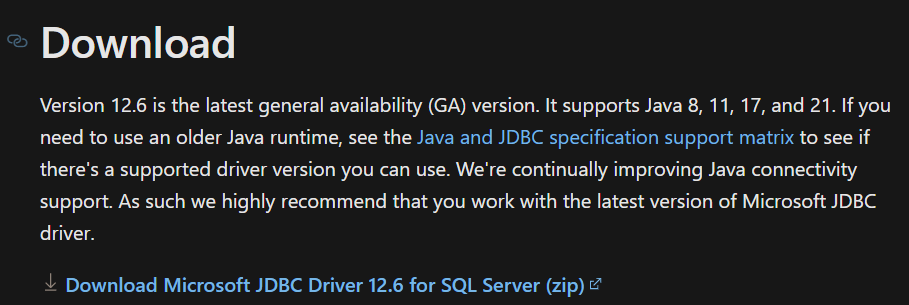 Download
Version 12.6 is the latest general availability (GA) version. It supports Java 8, 11, 17, and 21. If you
need to use an older Java runtime, see the Java and JDBC specification support matrix to see if
there's a supported driver version you can use. We're continually improving Java connectivity
support. As such we highly recommend that you work with the latest version of Microsoft JDBC
driver.
Download Microsoft JDBC Driver 12.6 for SQL Server (zip)